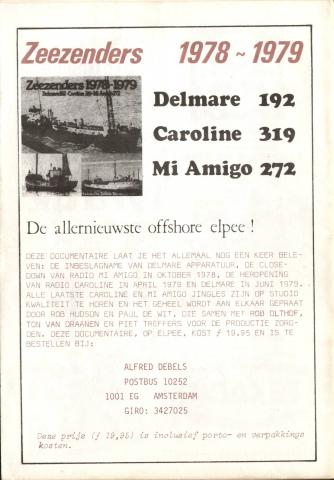 Zeezenders 1978 ~ 1979
Zeezenders 1978-1979
Delmare 192
Caroline 319
Mi Amigo 272
De allernieuwste offshore elpee !
DEZE DOCUMENTAIRE LAAT JE HET ALLEMAAL NOG EEN KEER BELE-
VEN: DE INBESLAGNAME VAN DELMARE APPARATUUR, DE CLOSE-
DOWN VAN RADIO MI AMIGO IN OKTOBER 1978, DE HEROPENING
VAN RADIO CAROLINE IN APRIL 1979 EN DELMARE IN JUNI 1979.
ALLE LAATSTE CAROLINE EN MI AMIGO JINGLES ZIJN OP STUDIO
KWALITEIT TE HOREN EN HET GEHEEL WORDT AAN ELKAAR GEPRAAT
DOOR ROB HUDSON EN PAUL DE WIT, DIE SAMEN MET ROB OLTHOF,
TON VAN DRAANEN EN PIET TREFFERS VOOR DE PRODUCTIE ZORG-
DEN. DEZE DOCUMENTAIRE, OP ELPEE, KOST ƒ 19,95 EN IS TE
BESTELLEN BIJ:
ALFRED DEBELS
POSTBUS 10252
1001 EG AMSTERDAM
GIRO: 3427025
Deze prijs (ƒ 19,95) is inclusief porto- en verpakkings
kosten.